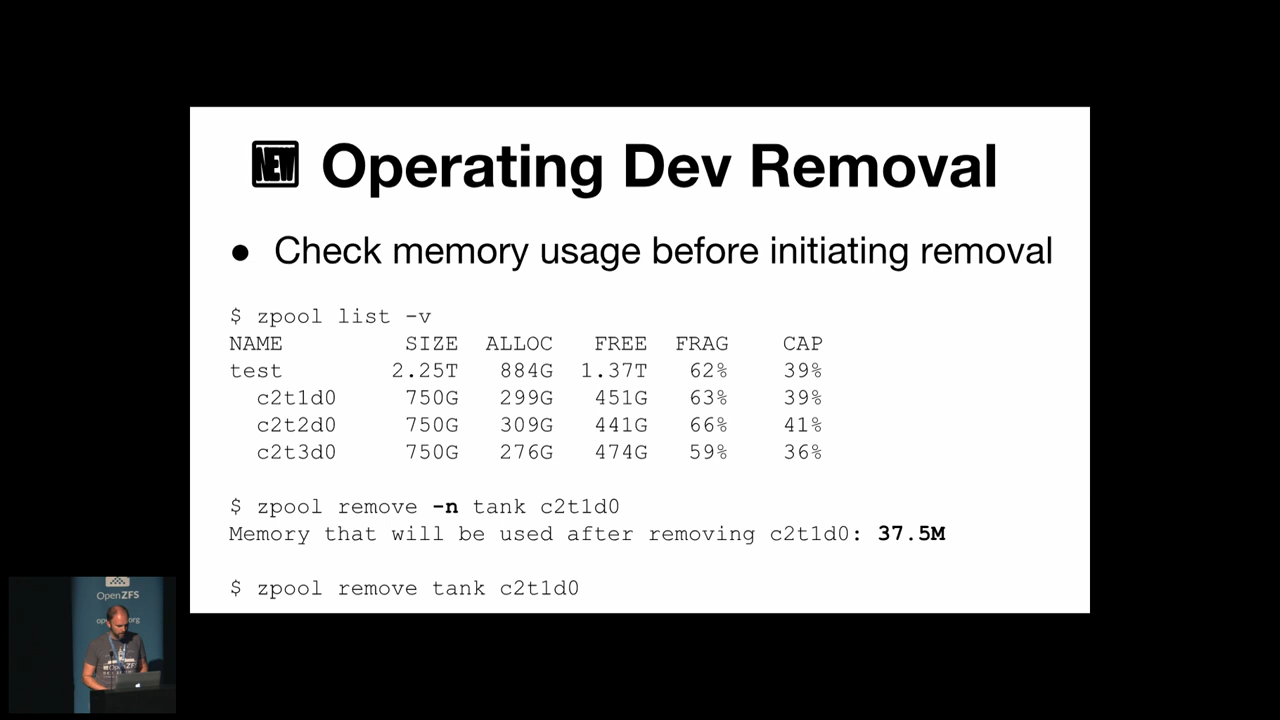 NEW Operating Dev Removal
● Check memory usage before initiating removal
$ zpool list -v
NAME SIZE ALLOC FREE FRAG CAP
test 2.25T 884G 1.37T 62% 39%
c2t1d0 750G 299G 451G 63% 39%
c2t2d0 750G 309G 441G 66% 41%
c2t3d0 750G 276G 474G 59% 36%
$ zpool remove -n tank c2t1d0
Memory that will be used after removing c2t1d0: 37.5M
$ zpool remove tank c2t1d0
OpenZFS
OpenZFS